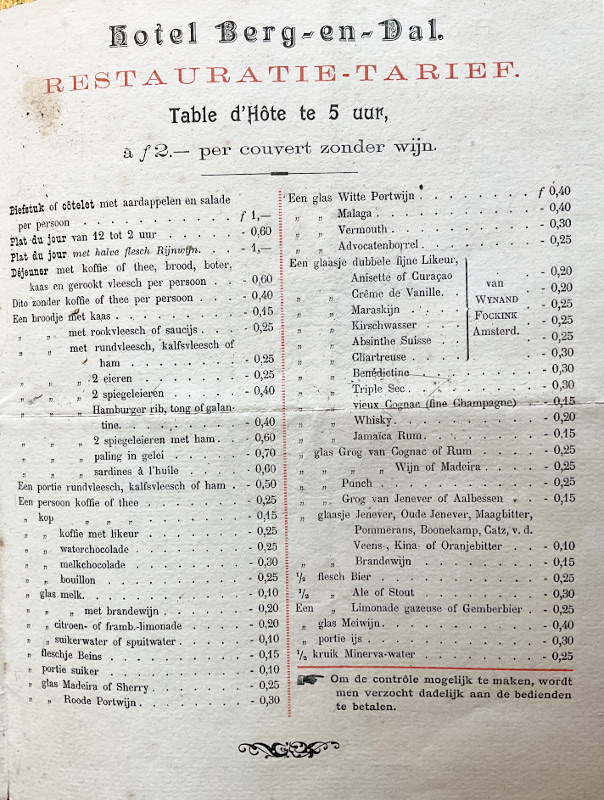 Hotel Berg-en-Dal.
RESTAURATIE-TARIEF.
Table d'Hôte te 5 uur,
à f 2.— per couvert zonder wijn.
Biefstuk of côtelet met aardappelen en salade
per persoon . . . . . . . . . f 1,—
Plat du jour van 12 tot 2 uur . . . . . . - 0,60
Plat du jour met halve flesch Rijnwijn. . . . - 1,—
Déjeuner met koffie of thee, brood, boter,
kaas en gerookt vleesch per persoon . . . - 0,60
Dito zonder koffie of thee per persoon . . . . - 0,40
Een broodje met kaas . . . . . . . . . - 0,15
„ „ met rookvleesch of saucijs . . . . - 0,25
„ „ met rundvleesch, kalfsvleesch of
ham . . . . . . . . - 0,25
„ „ 2 eieren . . . . . . . . - 0,25
„ „ 2 spiegeleieren . . . . . . - 0,40
„ „ Hamburger rib, tong of galan-
tine. . . . . . . . . - 0,40
„ „ 2 spiegeleieren met ham . . . - 0,60
„ „ paling in gelei . . . . . . - 0,70
„ „ sardines à l'huile . . . . . - 0,60
Een portie rundvleesch, kalfsvleesch of ham . - 0,50
Een persoon koffie of thee . . . . . . . - 0,25
„ kop „ „ „ . . . . . . . - 0,15
„ „ koffie met likeur . . . . . . . - 0,25
„ „ waterchocolade . . . . . . . - 0,25
„ „ melkchocolade . . . . . . . - 0,30
„ „ bouillon . . . . . . . . . - 0,25
„ glas melk. . . . . . . . . . . - 0,10
„ „ „ met brandewijn . . . . . . - 0,20
„ „ citroen- of framb.-limonade . . . . - 0,20
„ „ suikerwater of spuitwater . . . . . - 0,10
„ fleschje Beins . . . . . . . . . - 0,15
„ portie suiker . . . . . . . . . - 0,10
„ glas Madeira of Sherry . . . . . . . - 0,25
„ „ Roode Portwijn . . . . . . . - 0,30
Een glas Witte Portwijn . . . . . . . f 0,40
„ „ Malaga . . . . . . . . . - 0,40
„ „ Vermouth . . . . . . . . - 0,30
„ „ Advocatenborrel . . . . . . . - 0,25
Een glaasje dubbele fijne Likeur,
Anisette of Curaçao - 0,20
„ „ Crême de Vanille. - 0,20
„ „ Maraskijn . . . - 0,25
„ „ Kirschwasser . . - 0,25
„ „ Absinthe Suisse - 0,25
„ „ Chartreuse . . . - 0,30
van
WYNAND
FOCKINK
Amsterd.
„ „ Bénédictine . . . . . . . - 0,30
„ „ Triple Sec . . . . . . . . - 0,30
„ „ vieux Cognac (fine Champagne) . - 0,15
„ „ Whisky . . . . . . . . . - 0,20
„ „ Jamaïca Rum . . . . . . . - 0,15
„ glas Grog van Cognac of Rum . . . . - 0,25
„ „ „ „ Wijn of Madeira . . . - 0,25
„ „ Punch . . . . . . . . . . - 0,25
„ „ Grog van Jenever of Aalbessen . . - 0,15
„ glaasje Jenever, Oude Jenever, Maagbitter,
Pommerans, Boonekamp, Catz, v. d.
Veens-, Kina- of Oranjebitter . . . - 0,10
„ „ Brandewijn . . . . . . . . - 0,15
1/2 flesch Bier . . . . . . . . . . - 0,25
1/2 „ Ale of Stout . . . . . . . . - 0,30
Een „ Limonade gazeuse of Gemberbier . - 0,25
„ glas Meiwijn . . . . . . . . . - 0,40
„ portie ijs . . . . . . . . . . - 0,30
1/2 kruik Minerva-water . . . . . . . - 0,25
Om de contrôle mogelijk te maken, wordt
men verzocht dadelijk aan de bedienden
te betalen.